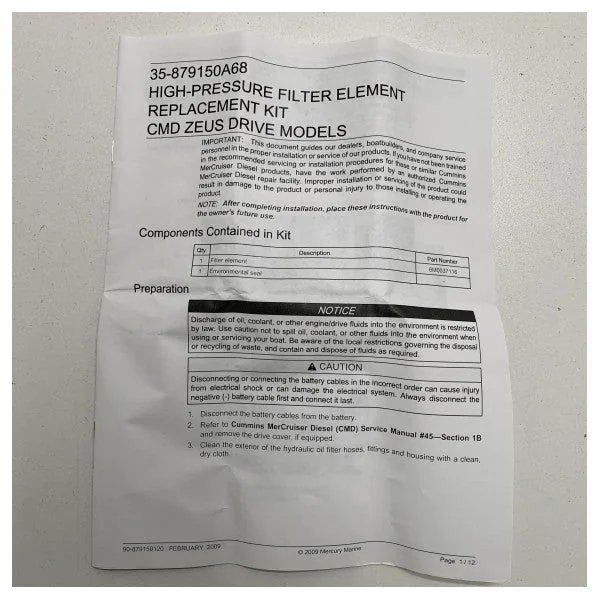 35-879150A68
HIGH-PRESSURE FILTER ELEMENT
REPLACEMENT KIT
CMD ZEUS DRIVE MODELS
IMPORTANT: This document guides our dealers, boatbuilders, and company service
personnel in the proper installation or service of our products. If you have not been trained
in the recommended servicing or installation procedures for these or similar Cummins
MerCruiser Diesel products, have the work performed by an authorized Cummins
MerCruiser Diesel repair facility. Improper installation or servicing of the product could
result in damage to the product or personal injury to those installing or operating the
product.
NOTE: After completing installation, place these instructions with the product for
the owner's future use.
Components Contained in Kit
Qty. Description Part Number
1 Filter element 8M0037116
1 Environmental seal
Preparation
NOTICE
Discharge of oil, coolant, or other engine/drive fluids into the environment is restricted
by law. Use caution not to spill oil, coolant, or other fluids into the environment when
using or servicing your boat. Be aware of the local restrictions governing the disposal
or recycling of waste, and contain and dispose of fluids as required.
⚠ CAUTION
Disconnecting or connecting the battery cables in the incorrect order can cause injury
from electrical shock or can damage the electrical system. Always disconnect the
negative (-) battery cable first and connect it last.
1. Disconnect the battery cables from the battery.
2. Refer to Cummins MerCruiser Diesel (CMD) Service Manual #45—Section 1B
and remove the drive cover, if equipped.
3. Clean the exterior of the hydraulic oil filter hoses, fittings and housing with a clean,
dry cloth.
90-879150120 FEBRUARY 2009 © 2009 Mercury Marine Page 1 / 12